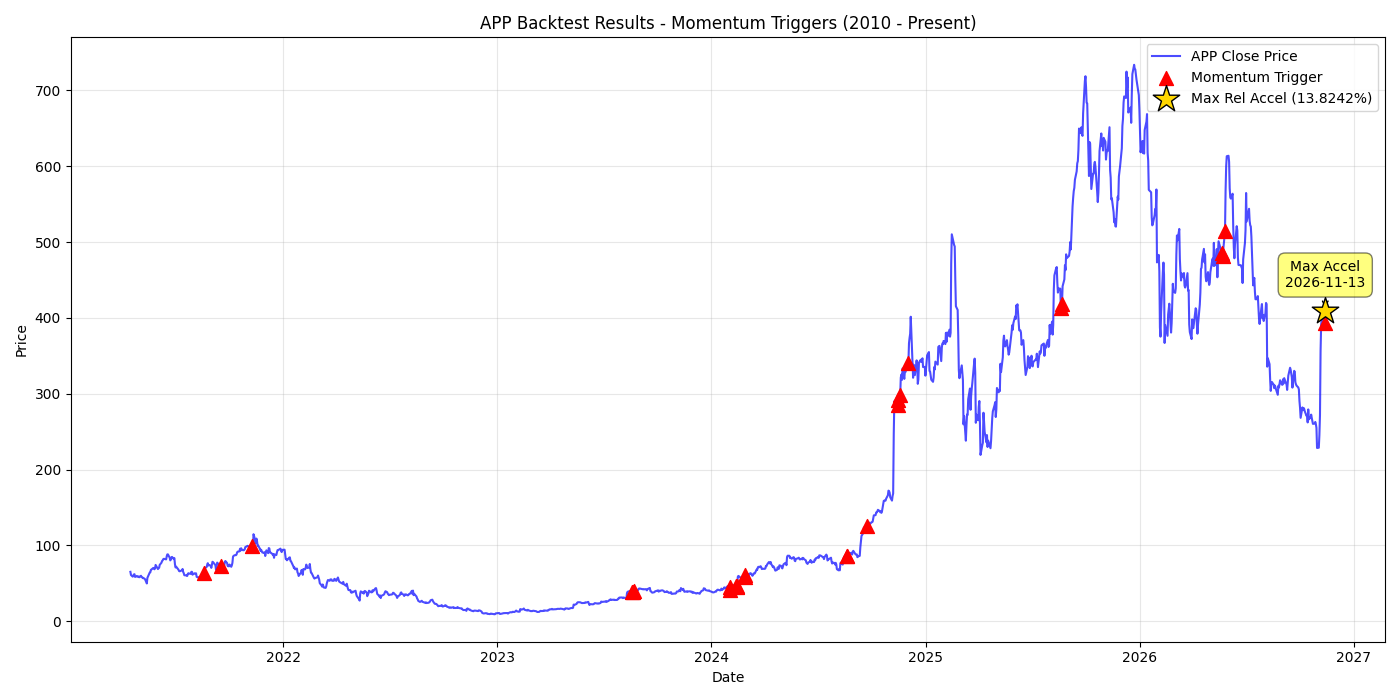 APP Backtest Results - Momentum Triggers (2010 - Present)
APP Close Price
Momentum Trigger
Max Rel Accel (13.8242%)
Max Accel
2026-11-13
Price
700
600
500
400
300
200
100
0
2022
2023
2024
2025
2026
2027
Date